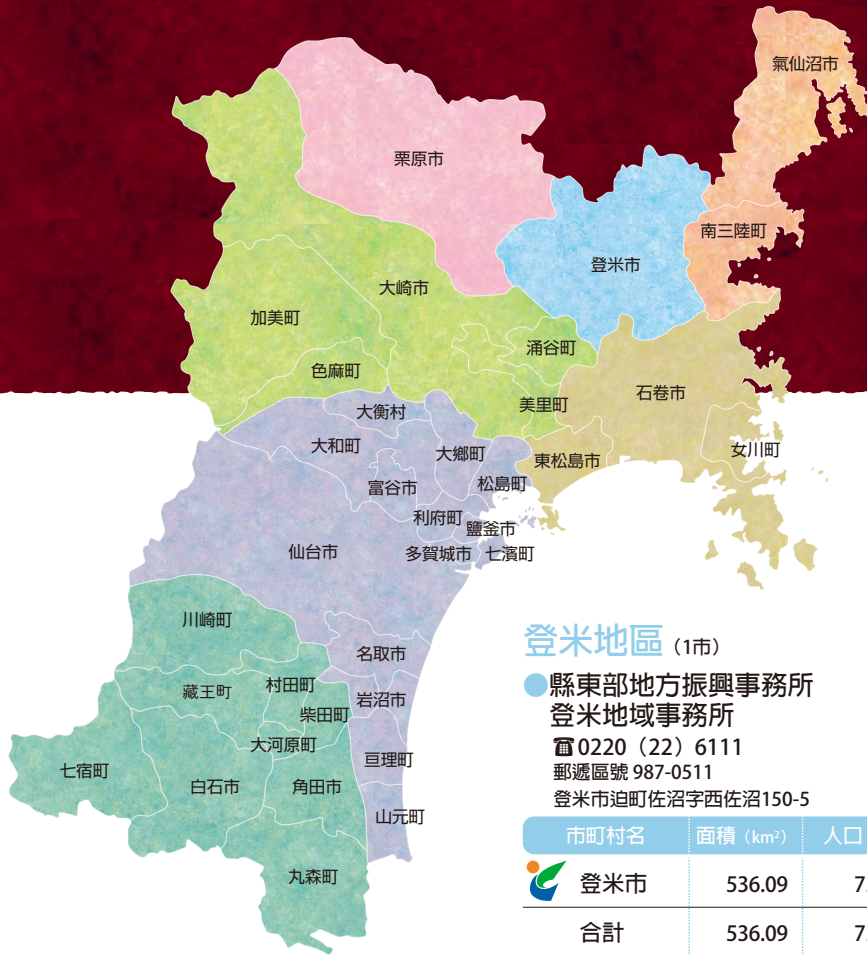 氣仙沼市
栗原市
南三陸町
登米市
大崎市
加美町
涌谷町
色麻町
石卷市
美里町
大衡村
大和町
大鄉町
女川町
東松島市
富谷市
松島町
利府町
鹽釜市
仙台市
多賀城市
七濱町
川崎町
名取市
村田町
藏王町
岩沼市
柴田町
大河原町
亘理町
七宿町
白石市
角田市
山元町
丸森町
登米地區（1市）
●縣東部地方振興事務所
登米地域事務所
☎0220（22）6111
郵遞區號 987-0511
登米市迫町佐沼字西佐沼150-5
市町村名 面積（km²） 人口
登米市 536.09 7
合計 536.09 7